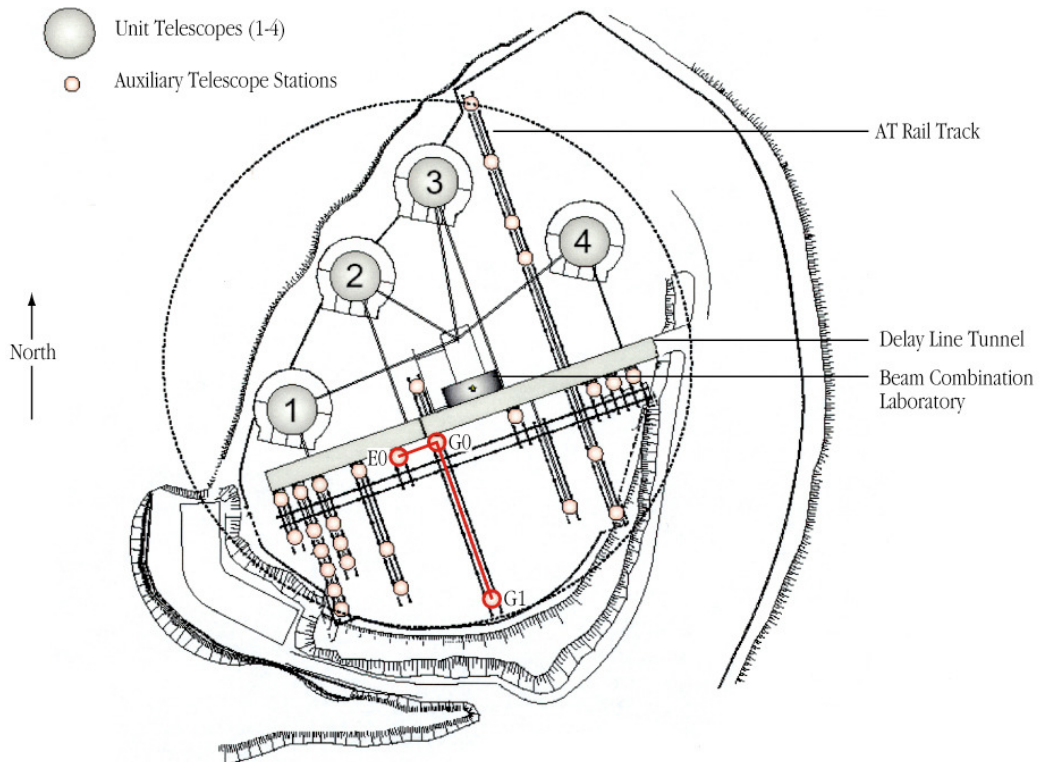 Unit Telescopes (1-4)
Auxiliary Telescope Stations
AT Rail Track
3
4
2
North
Delay Line Tunnel
Beam Combination
Laboratory
1
G0
E0
G1